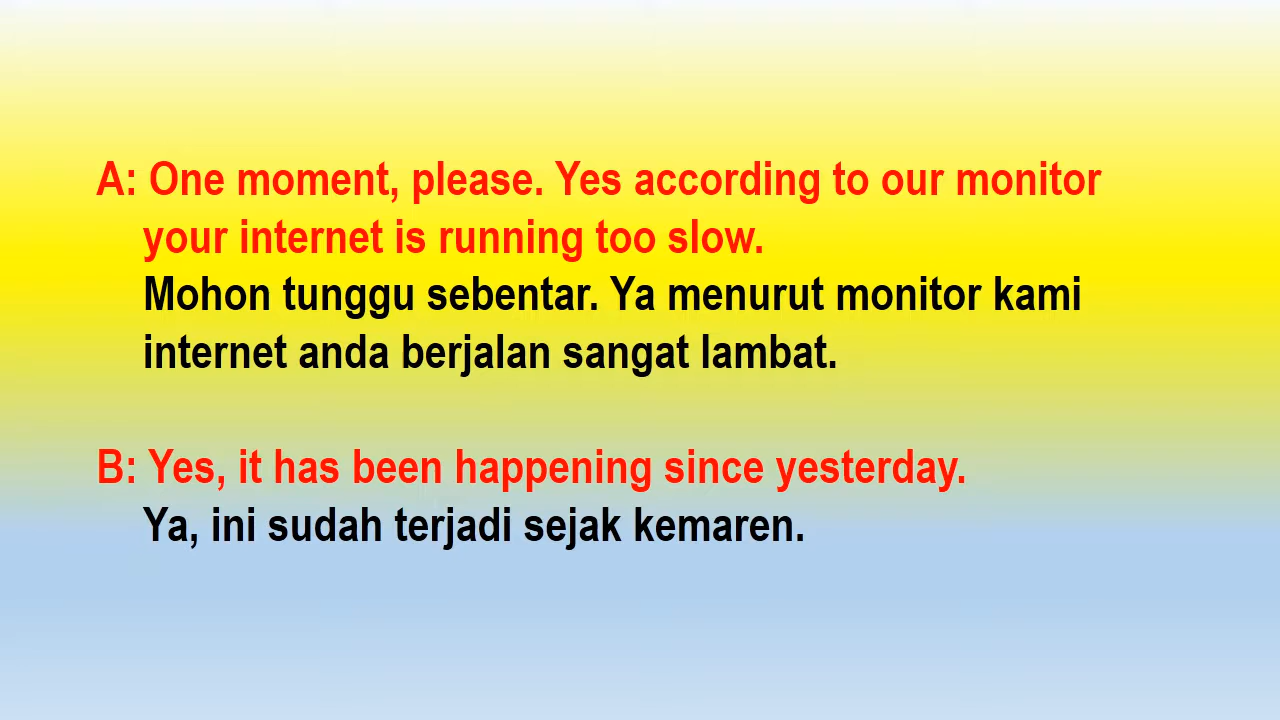 A: One moment, please. Yes according to our monitor
your internet is running too slow.
Mohon tunggu sebentar. Ya menurut monitor kami
internet anda berjalan sangat lambat.
B: Yes, it has been happening since yesterday.
Ya, ini sudah terjadi sejak kemaren.